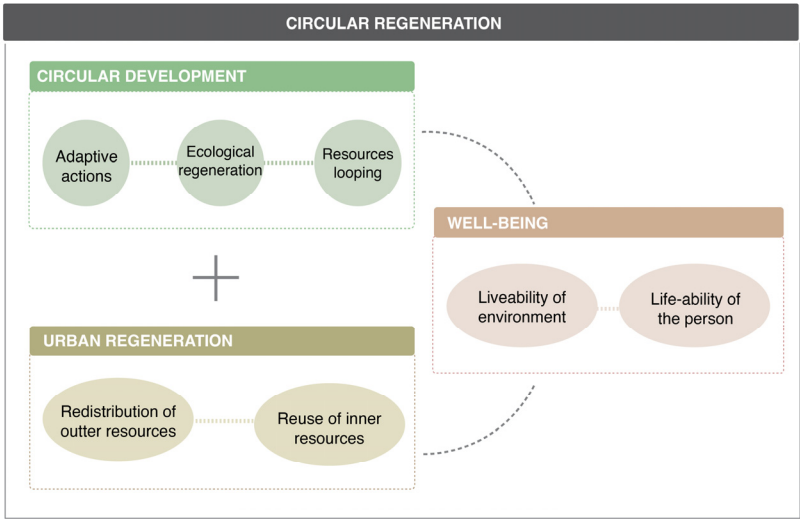 CIRCULAR REGENERATION
CIRCULAR DEVELOPMENT
Adaptive
actions
Ecological
regeneration
Resources
looping
URBAN REGENERATION
Redistribution of
outter resources
Reuse of inner
resources
WELL-BEING
Liveability of
environment
Life-ability of
the person